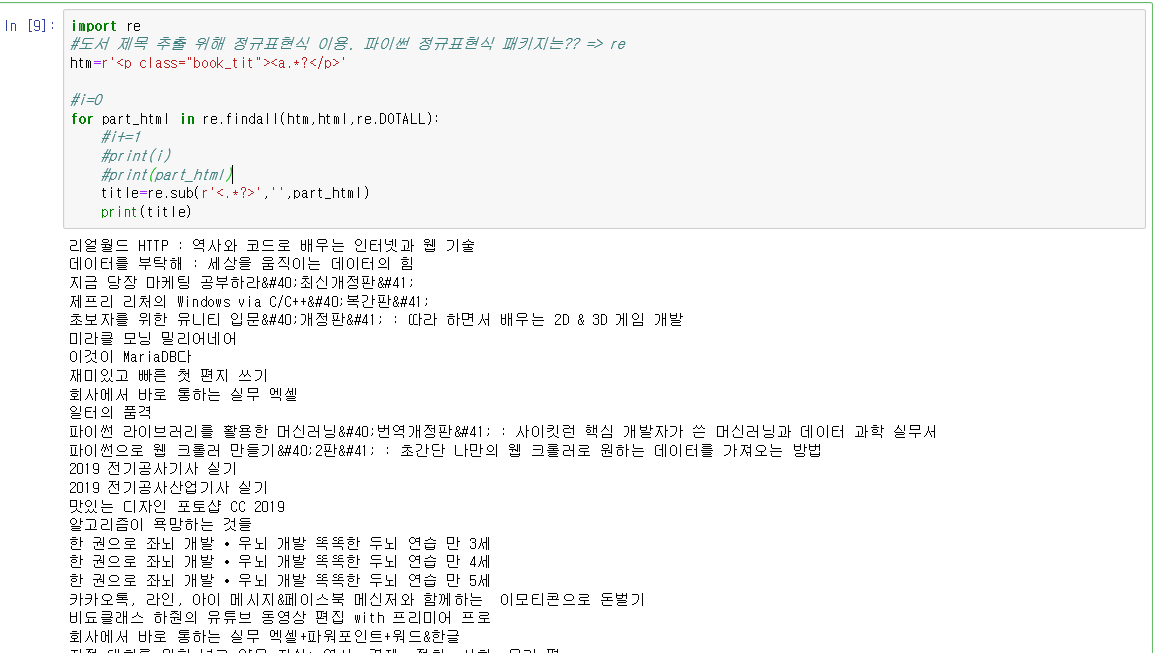 In [9]:
import re
#도서 제목 추출 위해 정규표현식 이용. 파이썬 정규표현식 패키지는?? => re
htm=r'<p class="book_tit"><a.*?</p>'
#i=0
for part_html in re.findall(htm,html,re.DOTALL):
#i+=1
#print(i)
#print(part_html)
title=re.sub(r'<.*?>','',part_html)
print(title)
리얼월드 HTTP : 역사와 코드로 배우는 인터넷과 웹 기술
데이터를 부탁해 : 세상을 움직이는 데이터의 힘
지금 당장 마케팅 공부하라&#40;최신개정판&#41;
제프리 리처의 Windows via C/C++&#40;복간판&#41;
초보자를 위한 유니티 입문&#40;개정판&#41; : 따라 하면서 배우는 2D & 3D 게임 개발
미라클 모닝 밀리어네어
이것이 MariaDB다
재미있고 빠른 첫 편지 쓰기
회사에서 바로 통하는 실무 엑셀
일터의 품격
파이썬 라이브러리를 활용한 머신러닝&#40;번역개정판&#41; : 사이킷런 핵심 개발자가 쓴 머신러닝과 데이터 과학 실무서
파이썬으로 웹 크롤러 만들기&#40;2판&#41; : 초간단 나만의 웹 크롤러로 원하는 데이터를 가져오는 방법
2019 전기공사기사 실기
2019 전기공사산업기사 실기
맛있는 디자인 포토샵 CC 2019
알고리즘이 욕망하는 것들
한 권으로 좌뇌 개발 • 우뇌 개발 똑똑한 두뇌 연습 만 3세
한 권으로 좌뇌 개발 • 우뇌 개발 똑똑한 두뇌 연습 만 4세
한 권으로 좌뇌 개발 • 우뇌 개발 똑똑한 두뇌 연습 만 5세
카카오톡, 라인, 아이 메시지&페이스북 메신저와 함께하는 이모티콘으로 돈벌기
비됴클래스 하줜의 유튜브 동영상 편집 with 프리미어 프로
회사에서 바로 통하는 실무 엑셀+파워포인트+워드&한글